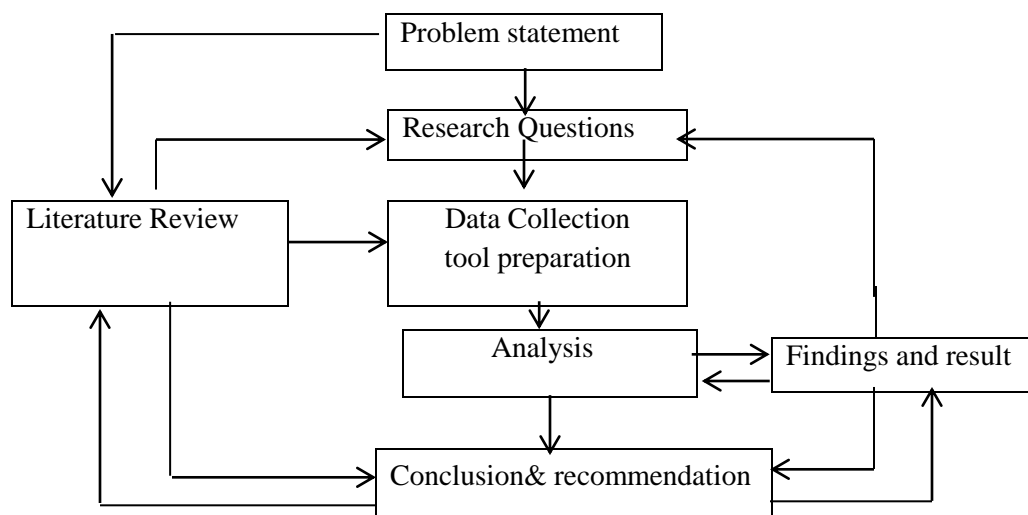 Problem statement
Research Questions
Literature Review
Data Collection
tool preparation
Analysis
Findings and result
Conclusion& recommendation